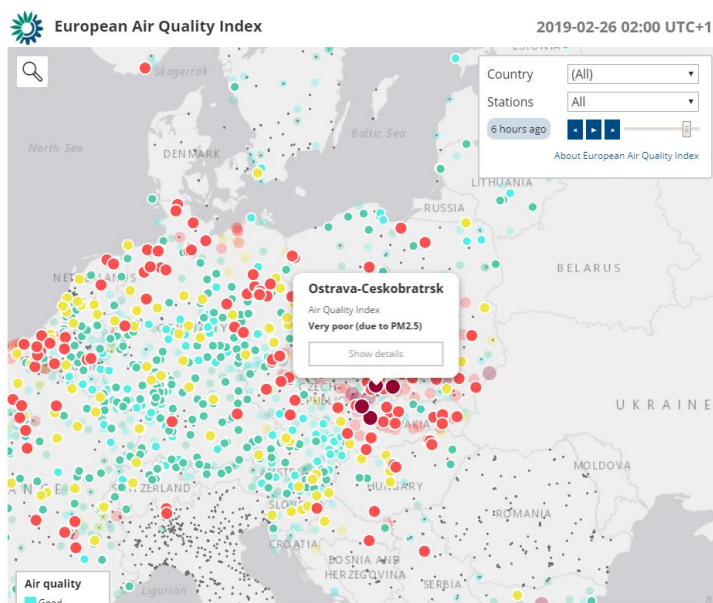 European Air Quality Index
2019-02-26 02:00 UTC+1
Country (All)
Stations All
6 hours ago
About European Air Quality Index
Skagerrak
North Sea
DENMARK
Baltic Sea
LITHUANIA
RUSSIA
BELARUS
Ostrava-Ceskobratrsk
Air Quality Index
Very poor (due to PM2.5)
Show details
UKRAINE
MOLDOVA
HUNGARY
ROMANIA
CROATIA
BOSNIA AND
HERZEGOVINA
SERBIA
Ligurian
Air quality
Good